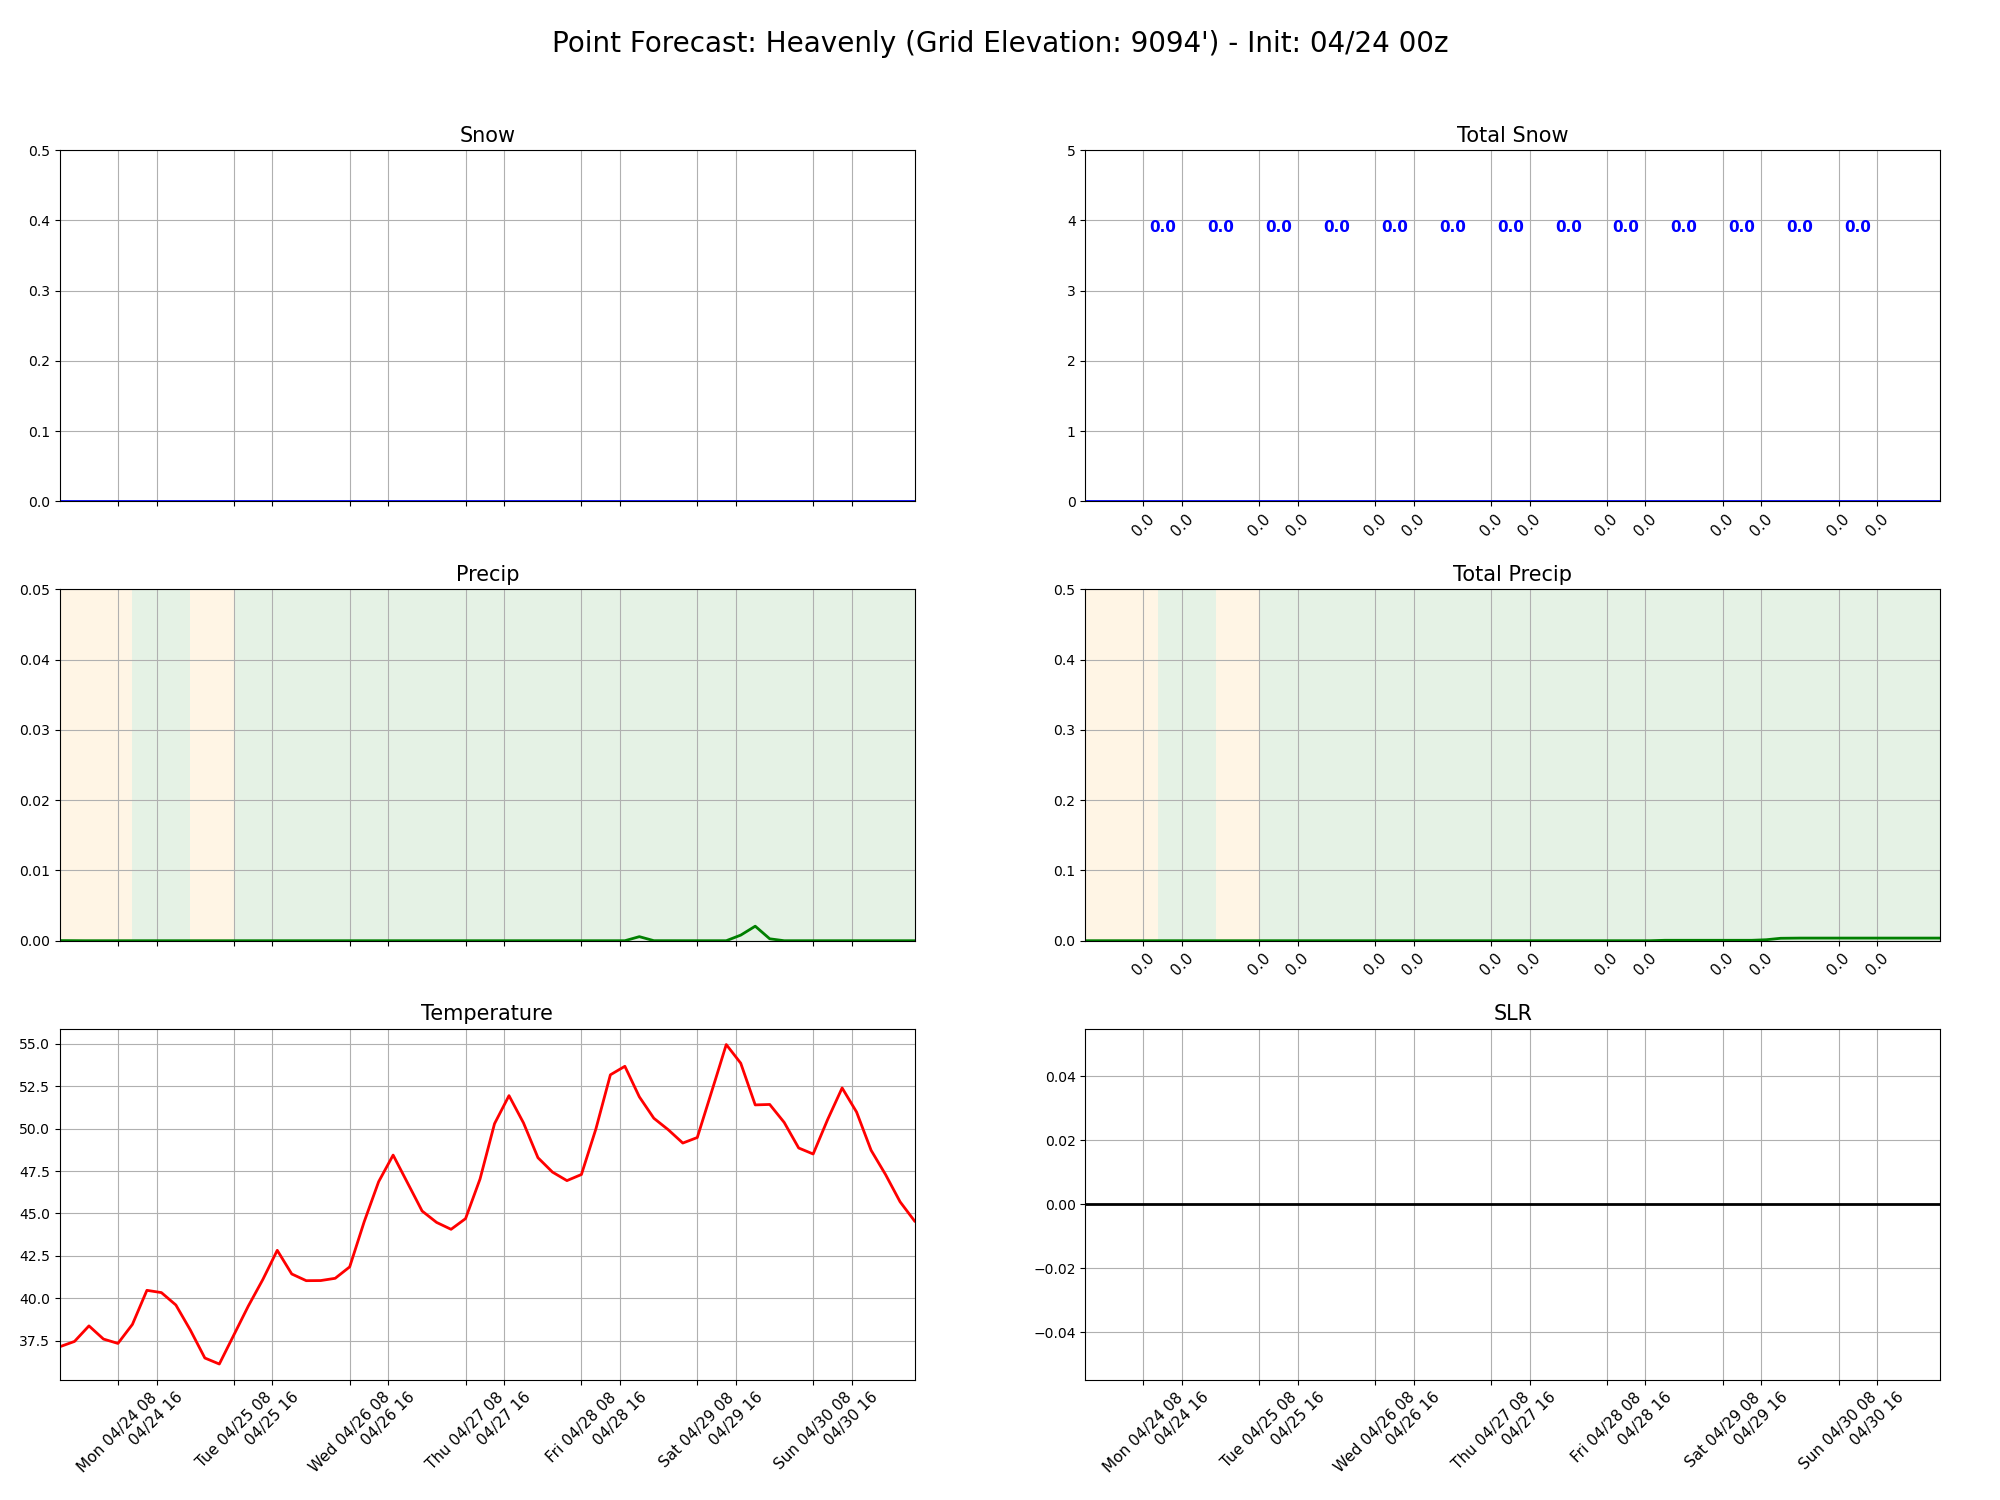 Point Forecast: Heavenly (Grid Elevation: 9094') - Init: 04/24 00z
Snow
0.5
0.4
0.3
0.2
0.1
0.0
Total Snow
5
4
3
2
1
0
0.0 0.0 0.0 0.0 0.0 0.0 0.0 0.0 0.0 0.0 0.0 0.0 0.0
0.0 0.0 0.0 0.0 0.0 0.0 0.0 0.0 0.0 0.0 0.0 0.0 0.0 0.0
Precip
0.05
0.04
0.03
0.02
0.01
0.00
Total Precip
0.5
0.4
0.3
0.2
0.1
0.0
0.0 0.0 0.0 0.0 0.0 0.0 0.0 0.0 0.0 0.0 0.0 0.0 0.0 0.0
Temperature
55.0
52.5
50.0
47.5
45.0
42.5
40.0
37.5
Mon 04/24 08
04/24 16
Tue 04/25 08
04/25 16
Wed 04/26 08
04/26 16
Thu 04/27 08
04/27 16
Fri 04/28 08
04/28 16
Sat 04/29 08
04/29 16
Sun 04/30 08
04/30 16
SLR
0.04
0.02
0.00
−0.02
−0.04
Mon 04/24 08
04/24 16
Tue 04/25 08
04/25 16
Wed 04/26 08
04/26 16
Thu 04/27 08
04/27 16
Fri 04/28 08
04/28 16
Sat 04/29 08
04/29 16
Sun 04/30 08
04/30 16